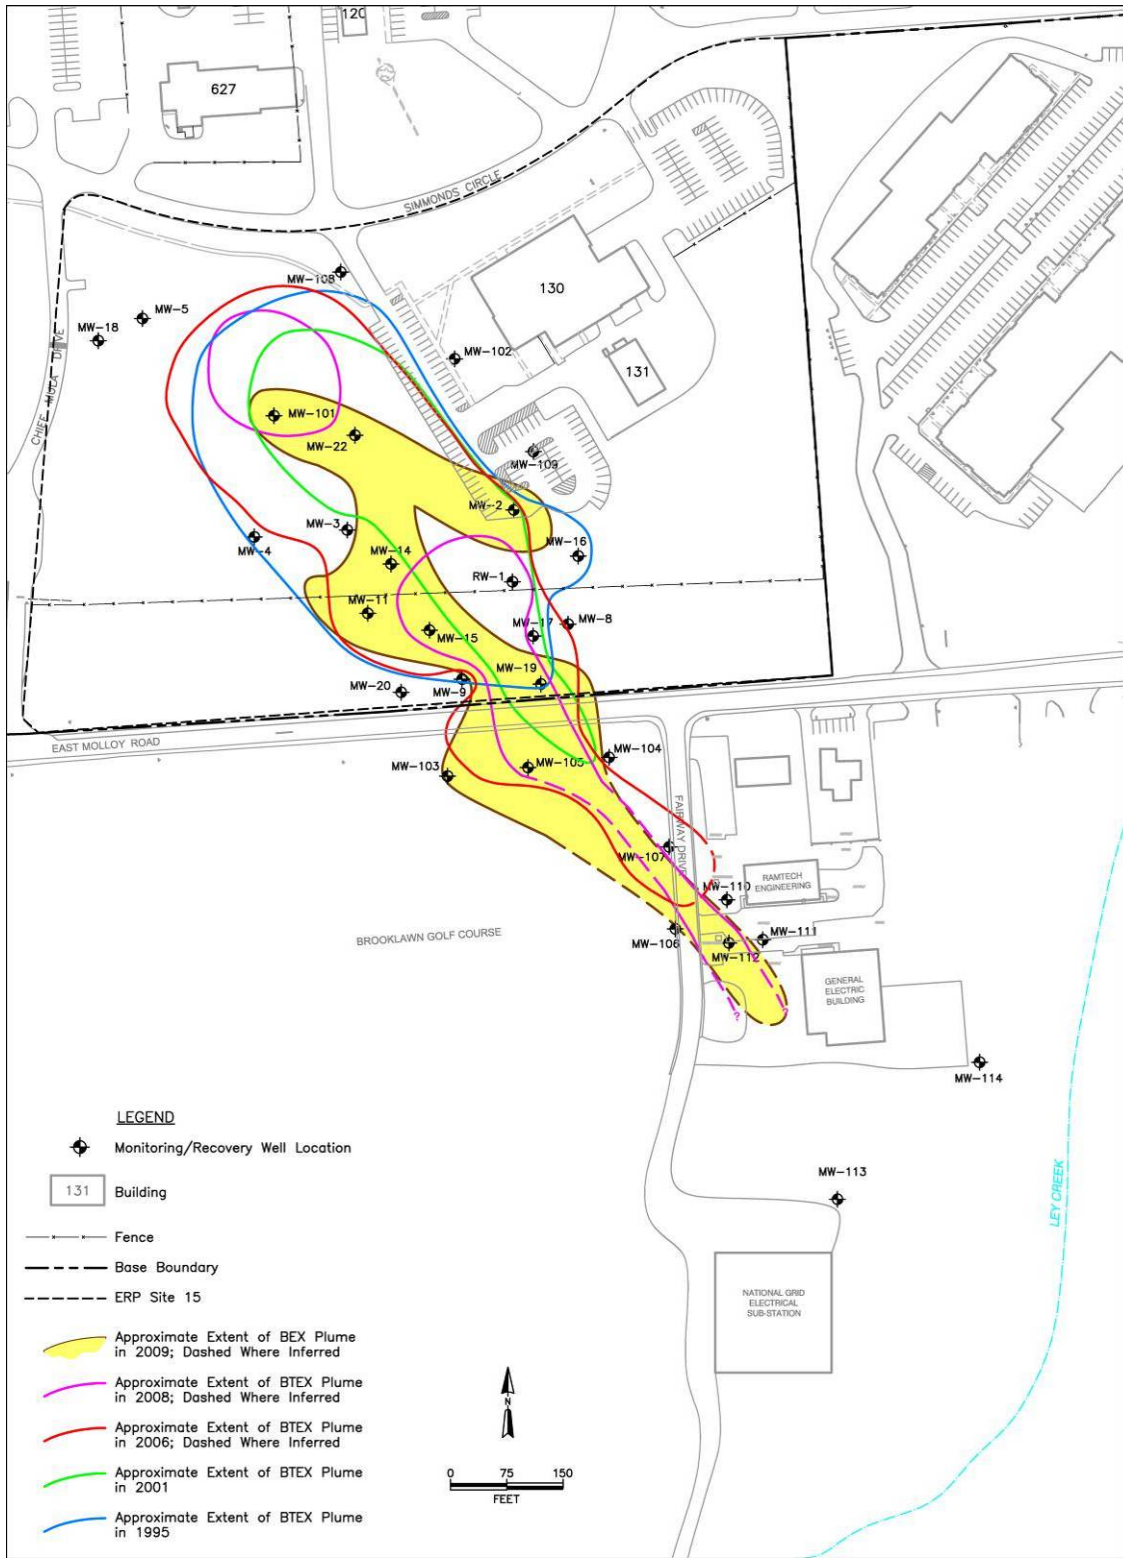 120
627
SIMMONDS CIRCLE
MW-108
130
MW-5
MW-18
CHIEF MULA DRIVE
MW-102
131
MW-101
MW-22
MW-109
MW-2
MW-3
MW-4
MW-14
MW-16
RW-1
MW-11
MW-8
MW-15
MW-17
MW-19
MW-20
MW-9
EAST MOLLOY ROAD
MW-103
MW-105
MW-104
FAIRWAY DRIVE
MW-107
RAMTECH
ENGINEERING
MW-110
BROOKLAWN GOLF COURSE
MW-106
MW-111
MW-112
GENERAL
ELECTRIC
BUILDING
?
?
MW-114
LEY CREEK
MW-113
NATIONAL GRID
ELECTRICAL
SUB-STATION
LEGEND
Monitoring/Recovery Well Location
131 Building
Fence
Base Boundary
ERP Site 15
Approximate Extent of BEX Plume
in 2009; Dashed Where Inferred
Approximate Extent of BTEX Plume
in 2008; Dashed Where Inferred
Approximate Extent of BTEX Plume
in 2006; Dashed Where Inferred
Approximate Extent of BTEX Plume
in 2001
Approximate Extent of BTEX Plume
in 1995
N
0 75 150
FEET